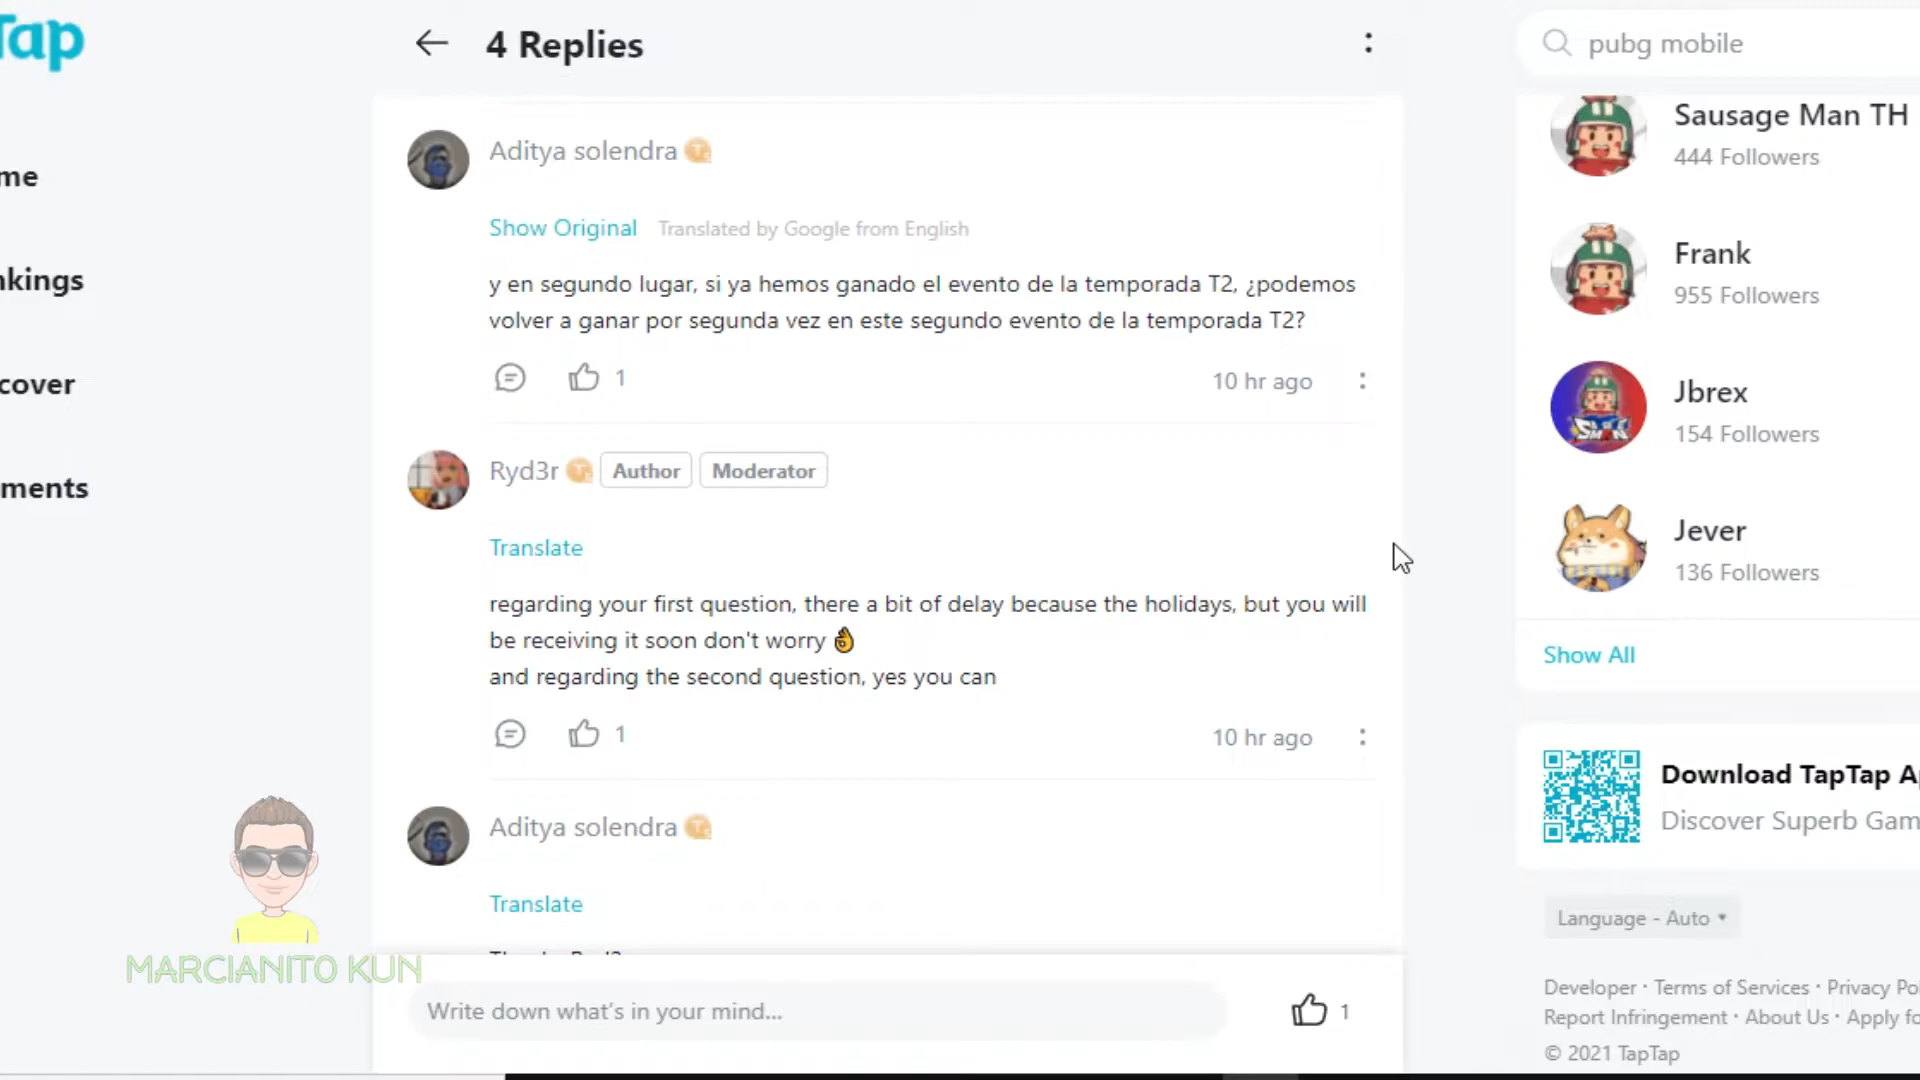 Tap
4 Replies
pubg mobile
Aditya solendra
Show Original Translated by Google from English
y en segundo lugar, si ya hemos ganado el evento de la temporada T2, ¿podemos
volver a ganar por segunda vez en este segundo evento de la temporada T2?
1
10 hr ago
Ryd3r Author Moderator
Translate
regarding your first question, there a bit of delay because the holidays, but you will
be receiving it soon don't worry 👌
and regarding the second question, yes you can
1
10 hr ago
Aditya solendra
Translate
Write down what's in your mind...
1
me
nkings
cover
ments
MARCIANITO KUN
Sausage Man TH
444 Followers
Frank
955 Followers
Jbrex
154 Followers
Jever
136 Followers
Show All
Download TapTap Ap
Discover Superb Gam
Language - Auto
Developer · Terms of Services · Privacy Pol
Report Infringement · About Us · Apply fo
© 2021 TapTap